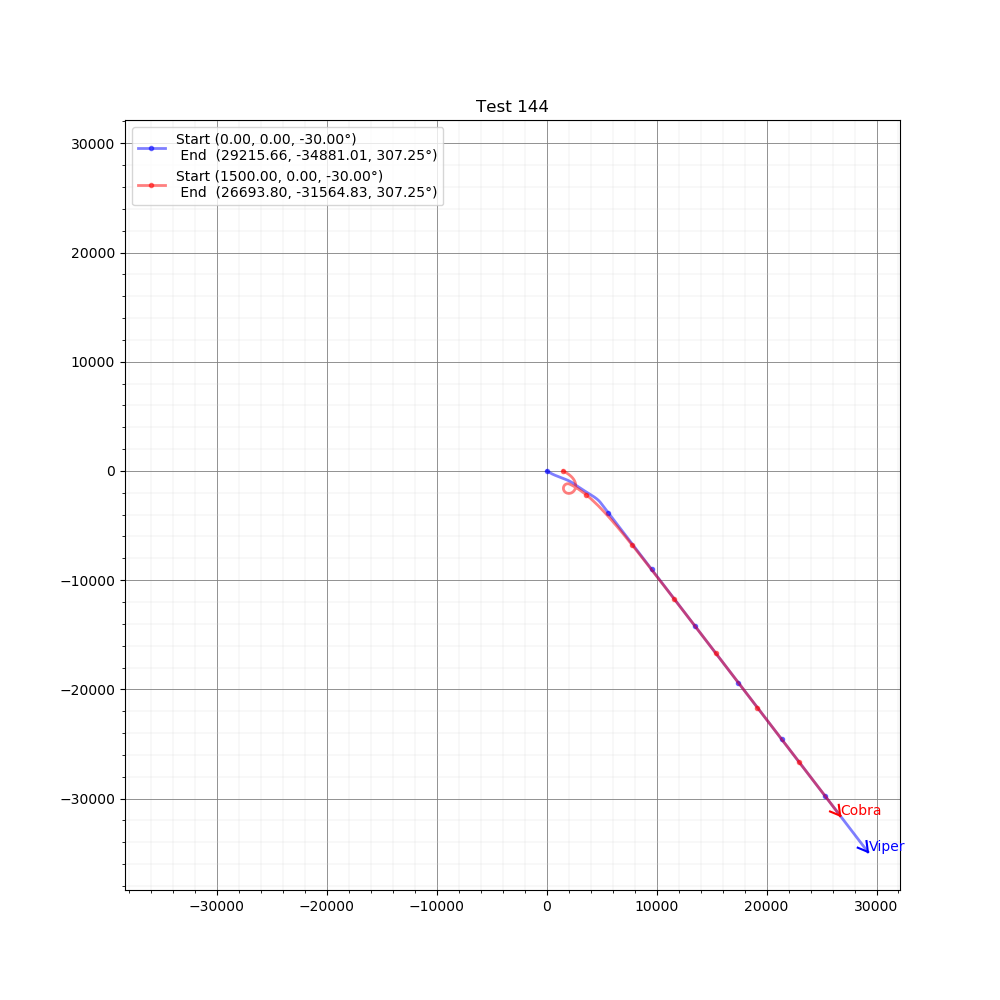 Test 144
Start (0.00, 0.00, -30.00°)
End (29215.66, -34881.01, 307.25°)
Start (1500.00, 0.00, -30.00°)
End (26693.80, -31564.83, 307.25°)
30000
20000
10000
0
−10000
−20000
−30000
Cobra
Viper
−30000
−20000
−10000
0
10000
20000
30000